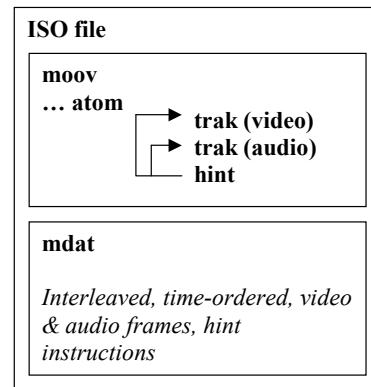 ISO file
moov
… atom
trak (video)
trak (audio)
hint
mdat
Interleaved, time-ordered, video
& audio frames, hint
instructions